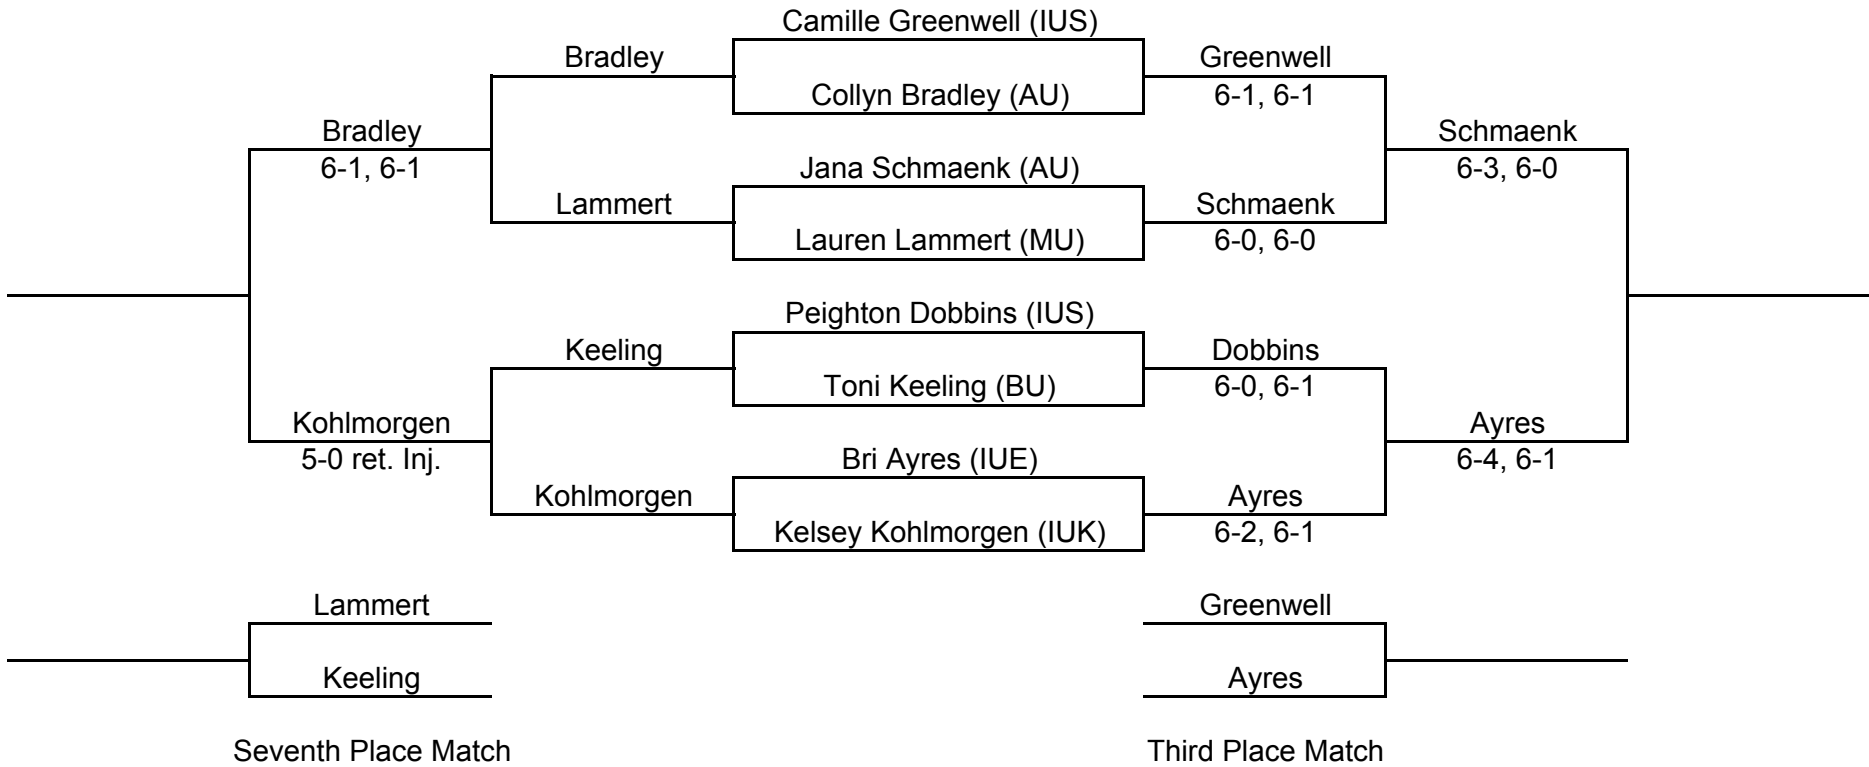 Camille Greenwell (IUS)
Bradley
Greenwell
Collyn Bradley (AU)
6-1, 6-1
Bradley
Schmaenk
6-1, 6-1
Jana Schmaenk (AU)
6-3, 6-0
Lammert
Schmaenk
Lauren Lammert (MU)
6-0, 6-0
Peighton Dobbins (IUS)
Keeling
Dobbins
Toni Keeling (BU)
6-0, 6-1
Kohlmorgen
Ayres
5-0 ret. Inj.
Bri Ayres (IUE)
6-4, 6-1
Kohlmorgen
Ayres
Kelsey Kohlmorgen (IUK)
6-2, 6-1
Lammert
Greenwell
Keeling
Ayres
Seventh Place Match
Third Place Match